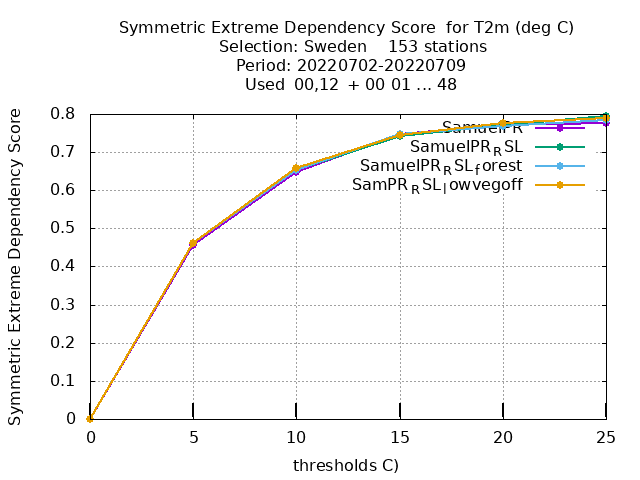 Symmetric Extreme Dependency Score for T2m (deg C)
Selection: Sweden 153 stations
Period: 20220702-20220709
Used 00,12 + 00 01 ... 48
Symmetric Extreme Dependency Score
0.8
0.7
0.6
0.5
0.4
0.3
0.2
0.1
0
SamuelPR
SamuelPR_RSL
SamuelPR_RSL_forest
SamPR_RSL_lowvegoff
0 5 10 15 20 25
thresholds C)